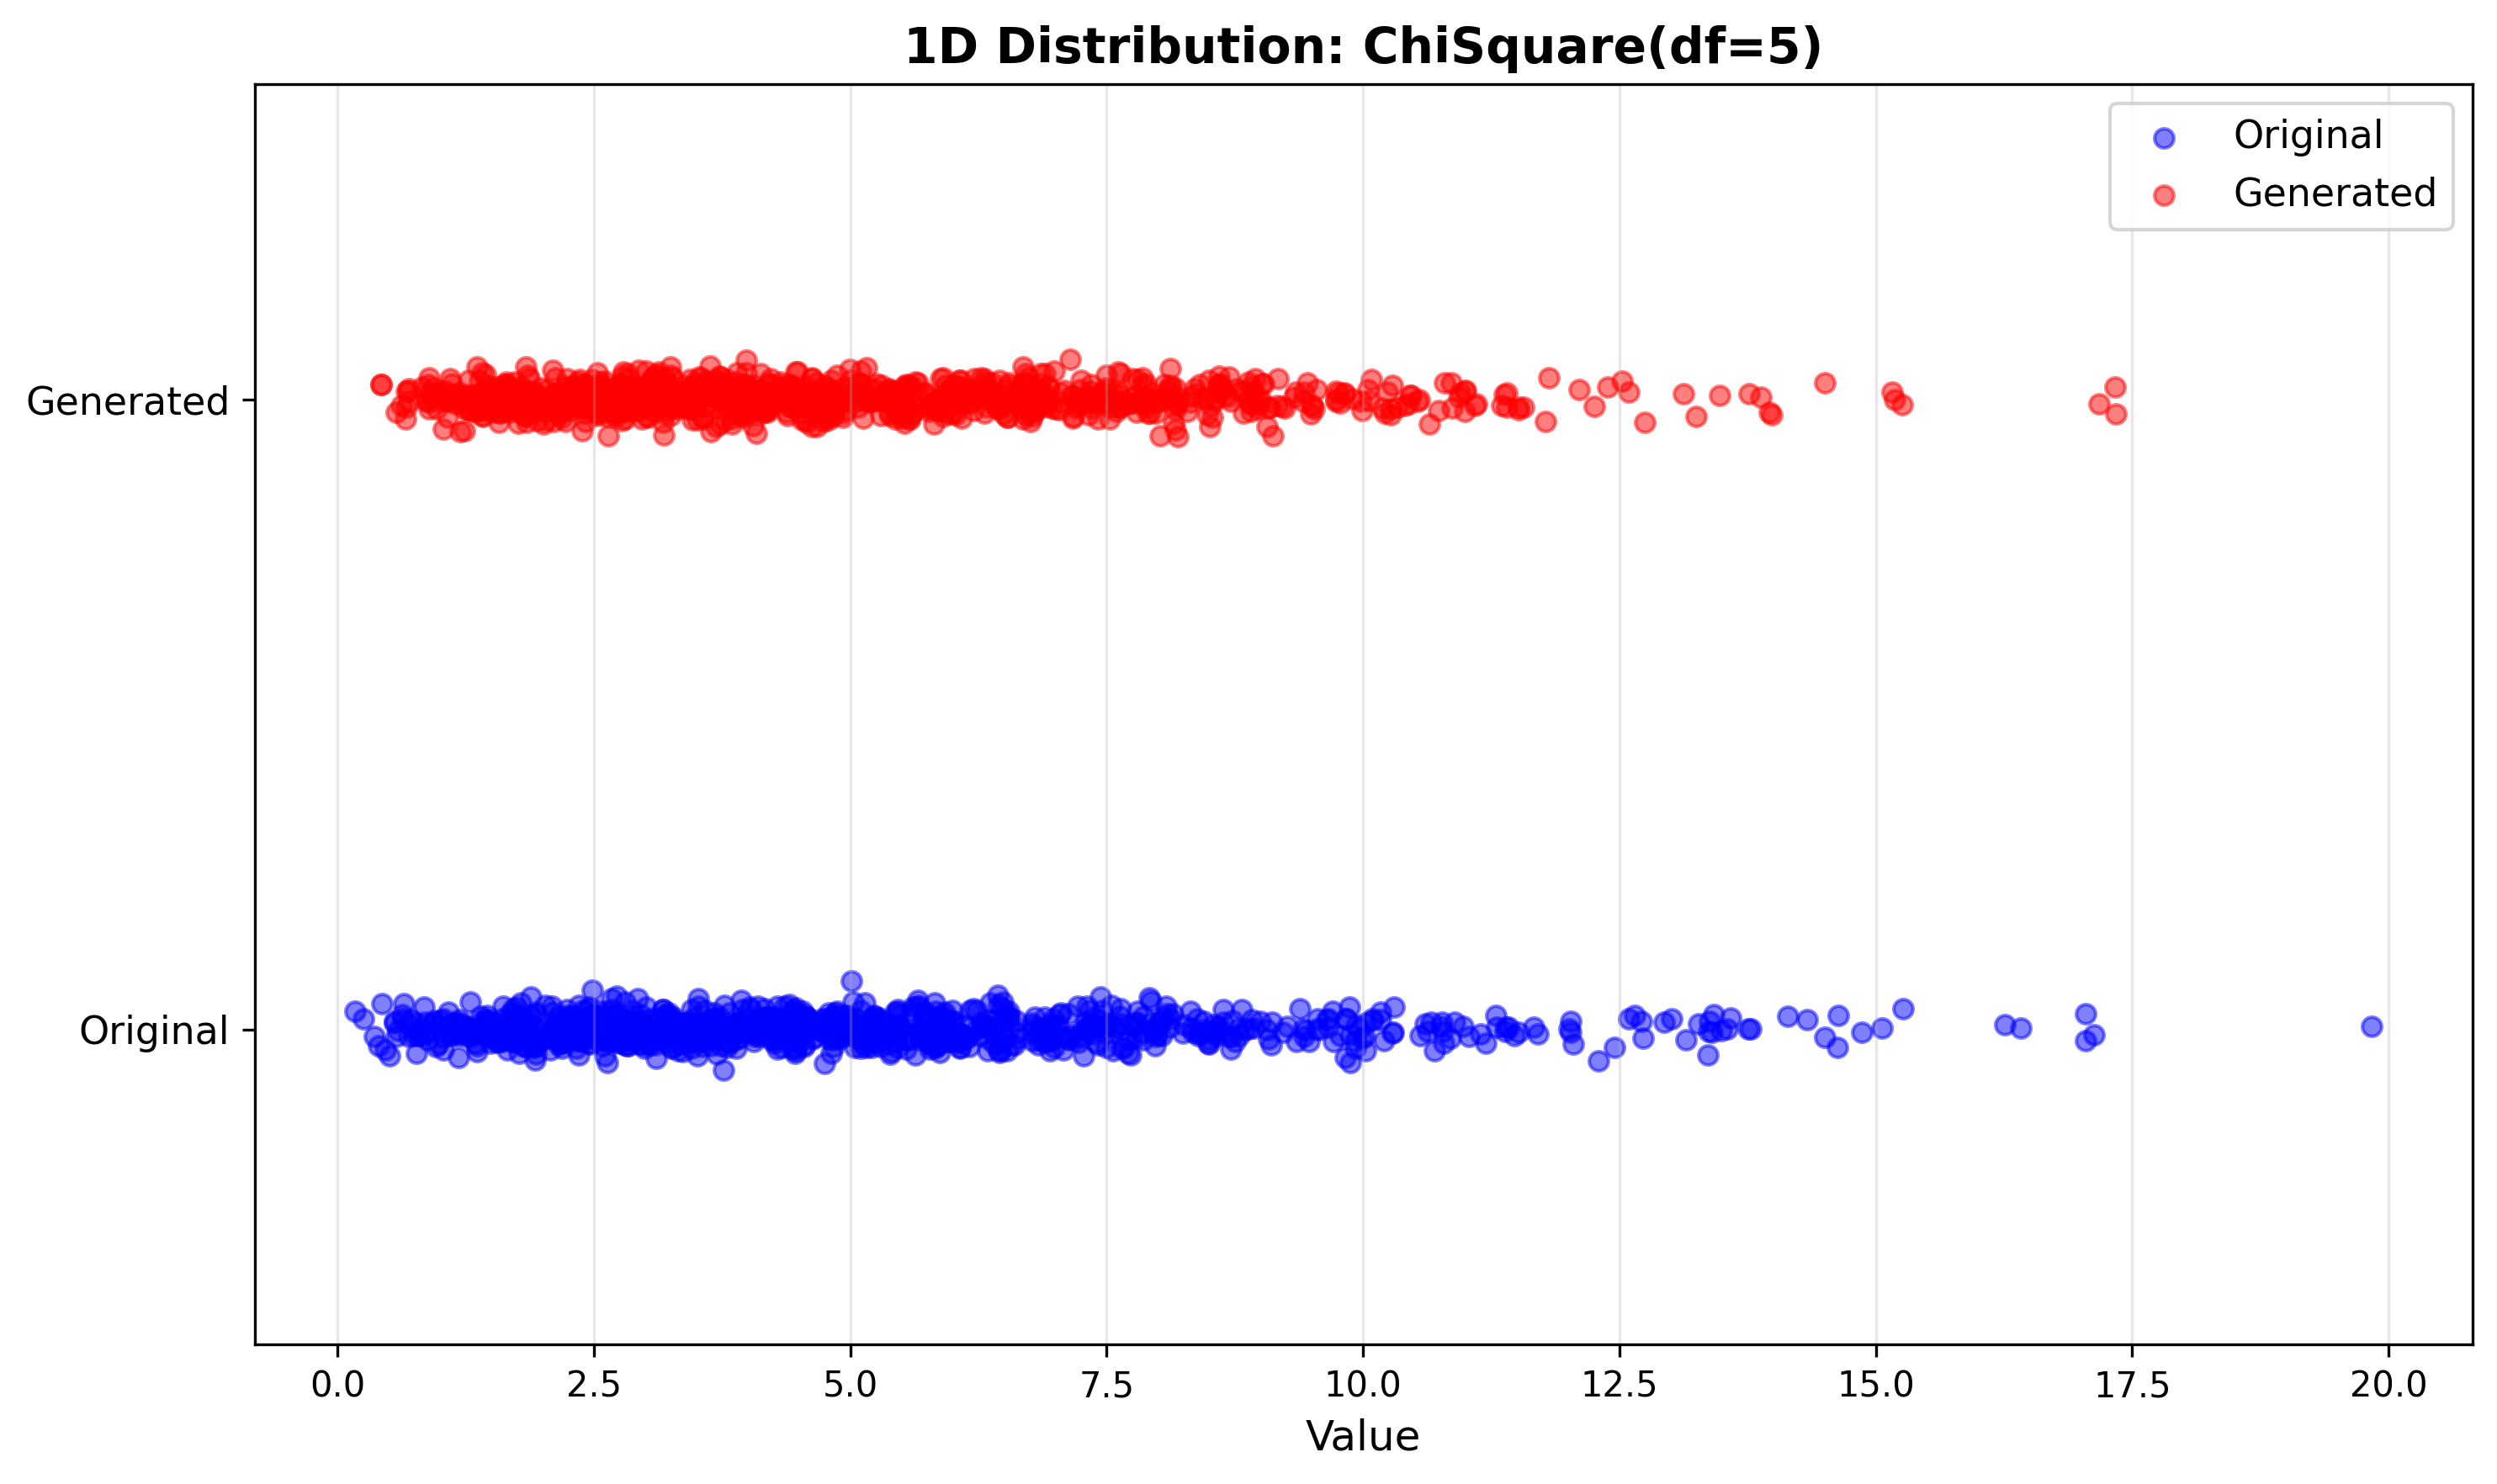 1D Distribution: ChiSquare(df=5)
Original
Generated
Generated
Original
0.0 2.5 5.0 7.5 10.0 12.5 15.0 17.5 20.0
Value